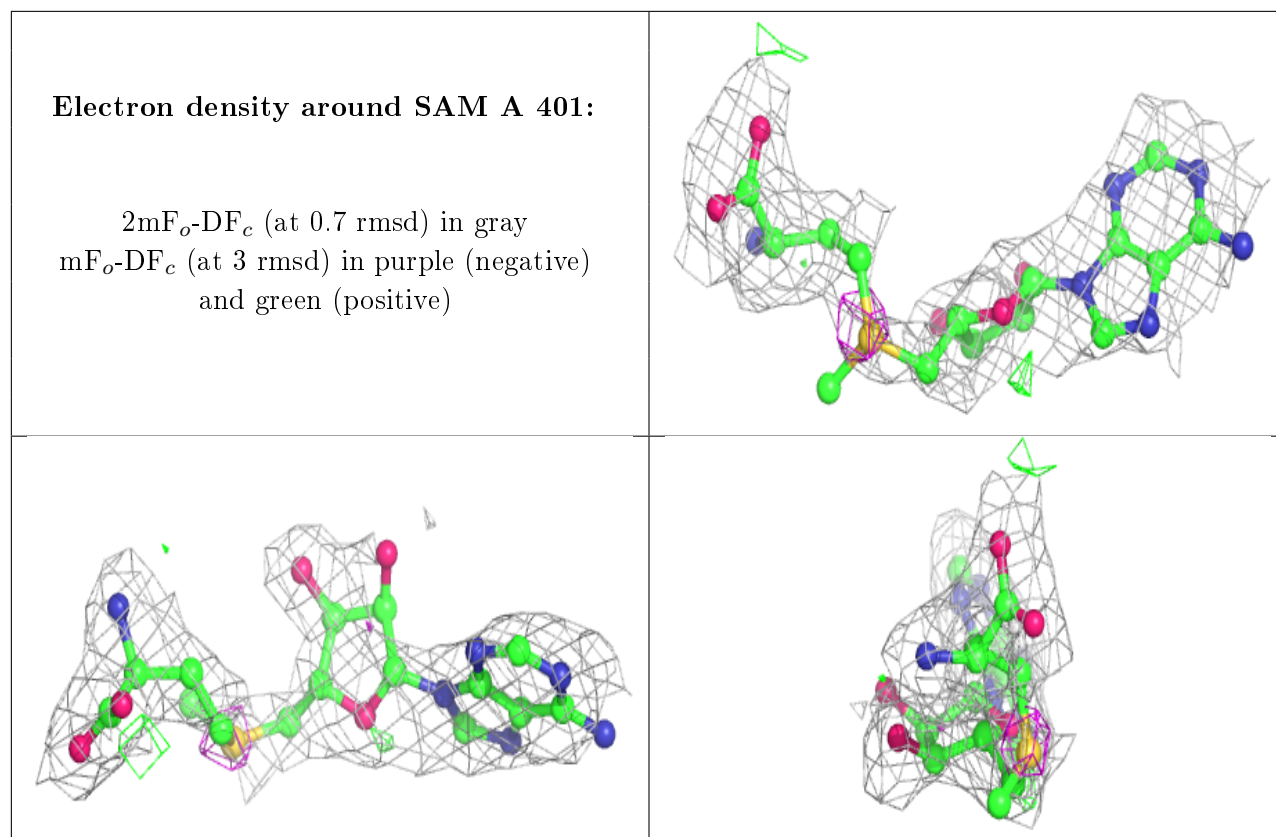 Electron density around SAM A 401:
2mFₒ-DF𝒸 (at 0.7 rmsd) in gray
mFₒ-DF𝒸 (at 3 rmsd) in purple (negative)
and green (positive)